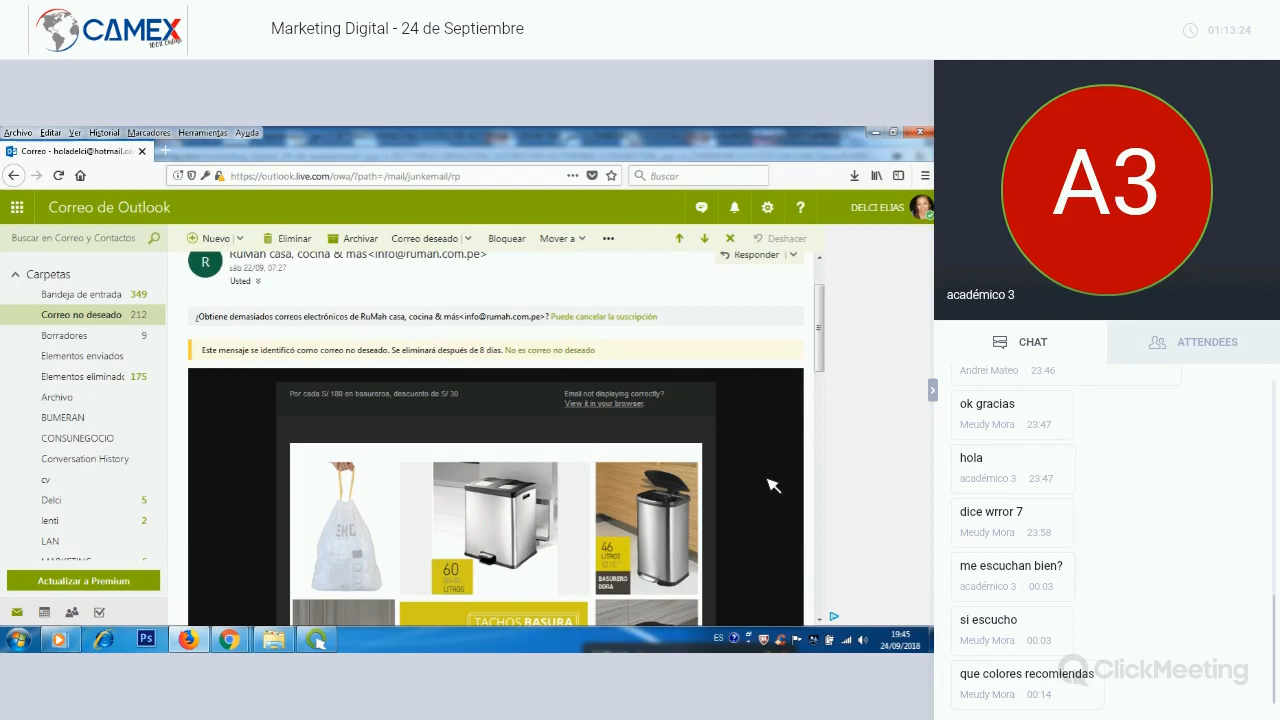 CAMEX
100% Online
Marketing Digital - 24 de Septiembre
01:13:24
Archivo Editar Ver Historial Marcadores Herramientas Ayuda
Correo - holadelci@hotmail.co
https://outlook.live.com/owa/?path=/mail/junkemail/rp
Buscar
Correo de Outlook
DELCI ELIAS
Buscar en Correo y Contactos
Nuevo Eliminar Archivar Correo deseado Bloquear Mover a Deshacer
Carpetas
Bandeja de entrada 349
Correo no deseado 212
Borradores 9
Elementos enviados
Elementos eliminadc 175
Archivo
BUMERAN
CONSUNEGOCIO
Conversation History
cv
Delci 5
lenti 2
LAN
Actualizar a Premium
R
RuMah casa, cocina & más<info@rumah.com.pe>
sáb 22/09, 07:27
Usted
Responder
¿Obtiene demasiados correos electrónicos de RuMah casa, cocina & más<info@rumah.com.pe>? Puede cancelar la suscripción
Este mensaje se identificó como correo no deseado. Se eliminará después de 8 días. No es correo no deseado
Por cada S/ 180 en basureros, descuento de S/ 30
Email not displaying correctly?
View it in your browser.
EKO
60
LITROS
46
LITROS
BASURERO
DORA
TACHOS BASURA
Ps
ES
19:45
24/09/2018
A3
académico 3
CHAT
ATTENDEES
Andrei Mateo 23:46
ok gracias
Meudy Mora 23:47
hola
académico 3 23:47
dice wrror 7
Meudy Mora 23:58
me escuchan bien?
académico 3 00:03
si escucho
Meudy Mora 00:03
que colores recomiendas
Meudy Mora 00:14
ClickMeeting